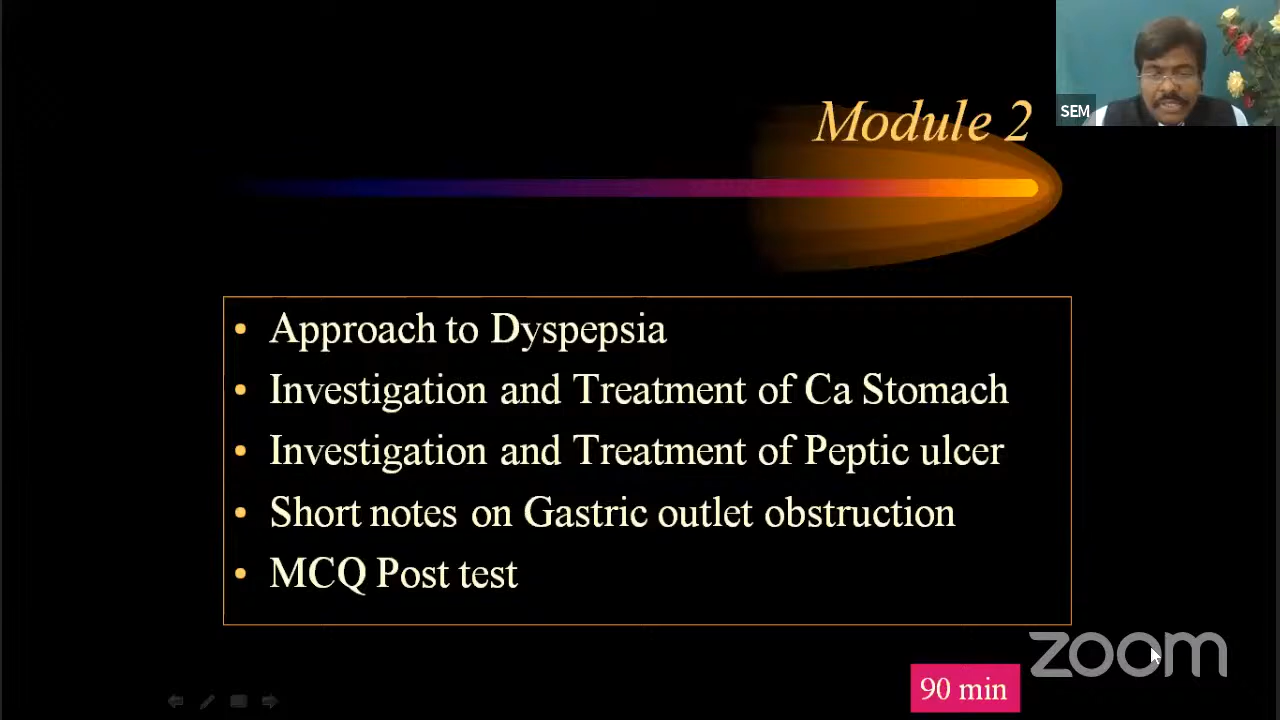 Module 2
SEM
• Approach to Dyspepsia
• Investigation and Treatment of Ca Stomach
• Investigation and Treatment of Peptic ulcer
• Short notes on Gastric outlet obstruction
• MCQ Post test
90 min
zoom